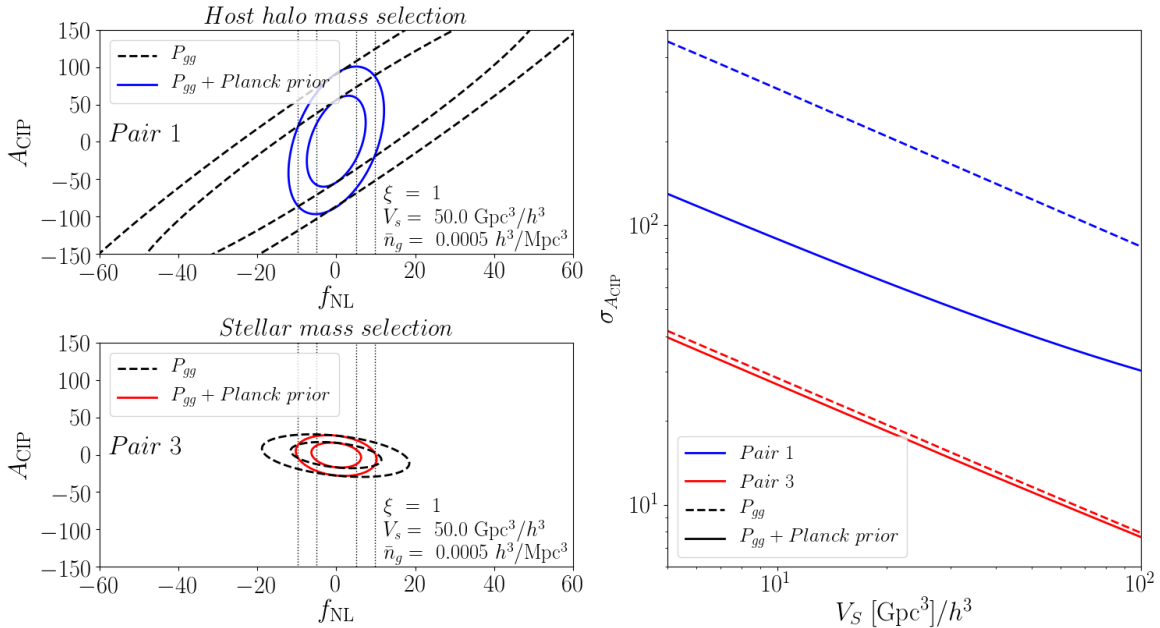 Host halo mass selection
150
100
50
0
−50
−100
−150
A_CIP
P_gg
P_gg + Planck prior
Pair 1
ξ = 1
V_s = 50.0 Gpc³/h³
n̄_g = 0.0005 h³/Mpc³
−60 −40 −20 0 20 40 60
f_NL
Stellar mass selection
150
100
50
0
−50
−100
−150
A_CIP
P_gg
P_gg + Planck prior
Pair 3
ξ = 1
V_s = 50.0 Gpc³/h³
n̄_g = 0.0005 h³/Mpc³
−60 −40 −20 0 20 40 60
f_NL
σ_A_CIP
10²
10¹
Pair 1
Pair 3
P_gg
P_gg + Planck prior
10¹ 10²
V_S [Gpc³]/h³